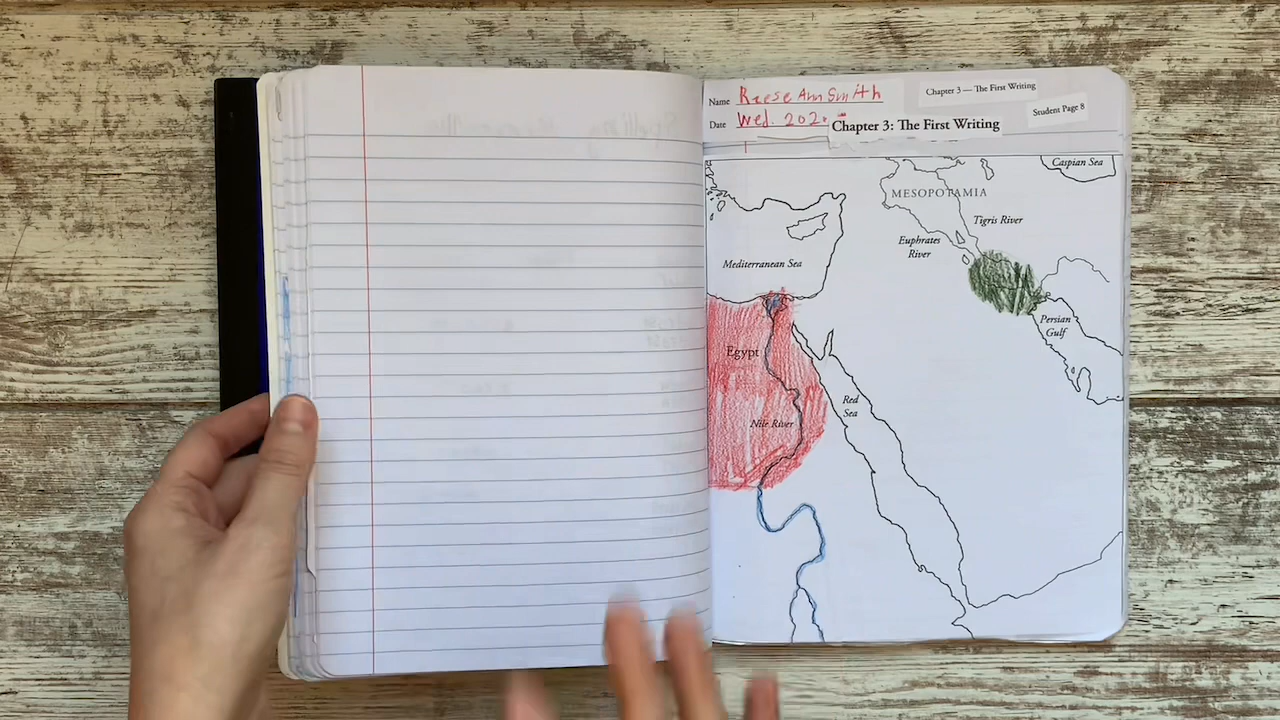 Name Reese Ann Smith
Chapter 3 — The First Writing
Student Page 8
Date Wed.
Chapter 3: The First Writing
Caspian Sea
MESOPOTAMIA
Tigris River
Euphrates
River
Mediterranean Sea
Persian
Gulf
Egypt
Red
Sea
Nile River